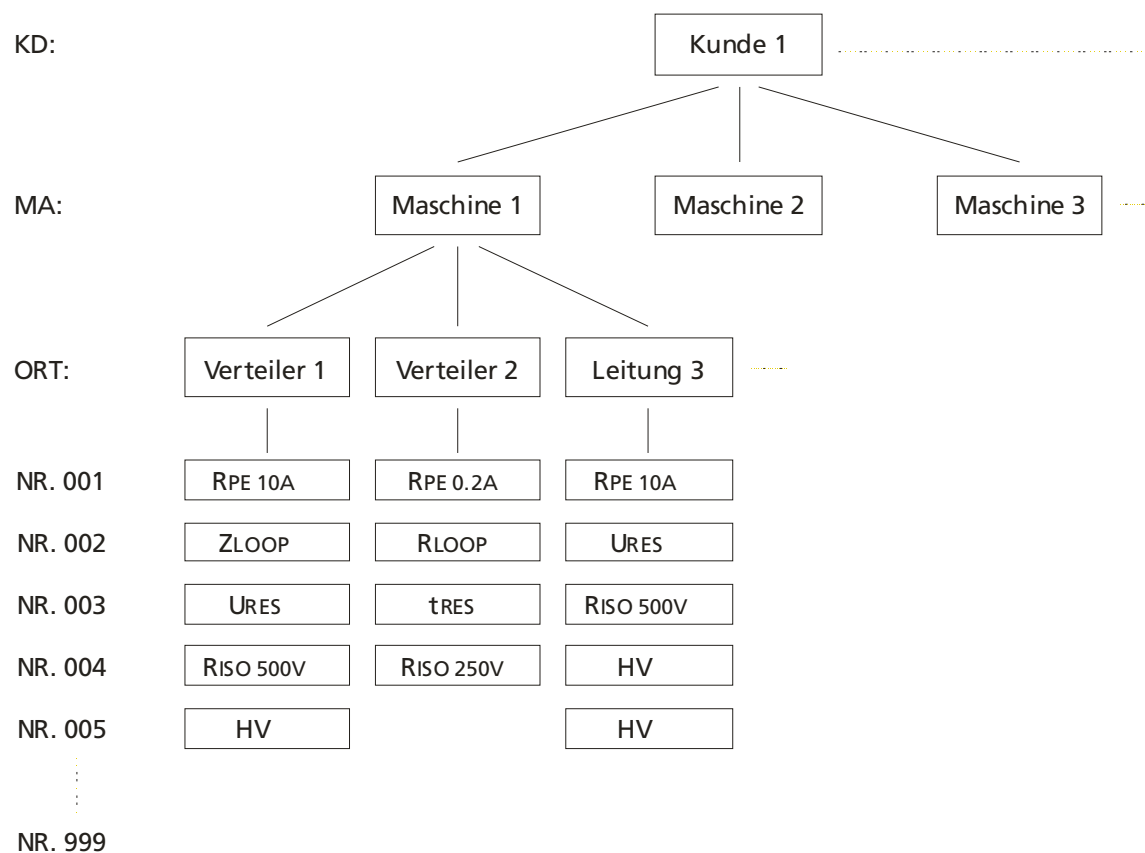 KD: Kunde 1
MA: Maschine 1 Maschine 2 Maschine 3
ORT: Verteiler 1 Verteiler 2 Leitung 3
NR. 001 RPE 10A RPE 0.2A RPE 10A
NR. 002 ZLOOP RLOOP URES
NR. 003 URES tRES RISO 500V
NR. 004 RISO 500V RISO 250V HV
NR. 005 HV HV
NR. 999